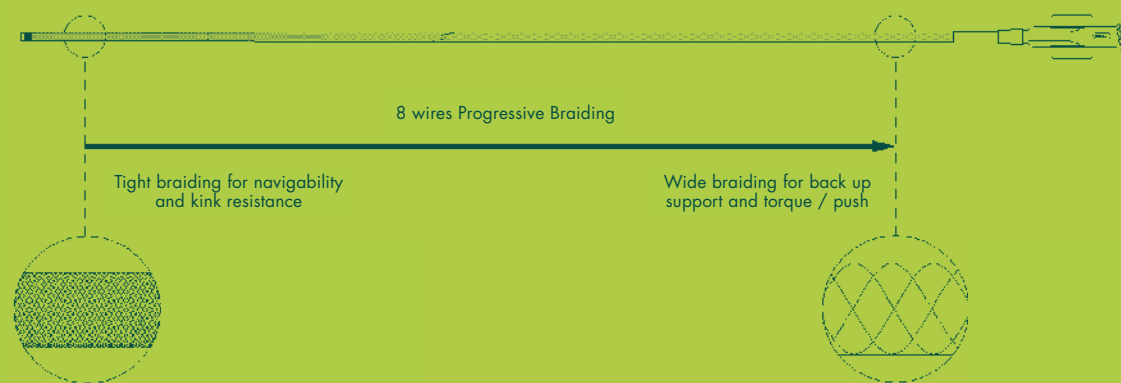 8 wires Progressive Braiding
Tight braiding for navigability
and kink resistance
Wide braiding for back up
support and torque / push